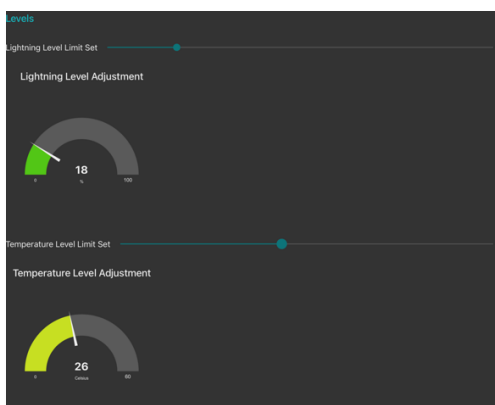 Levels
Lightning Level Limit Set
Lightning Level Adjustment
18
0
%
100
Temperature Level Limit Set
Temperature Level Adjustment
26
0
Celsius
60